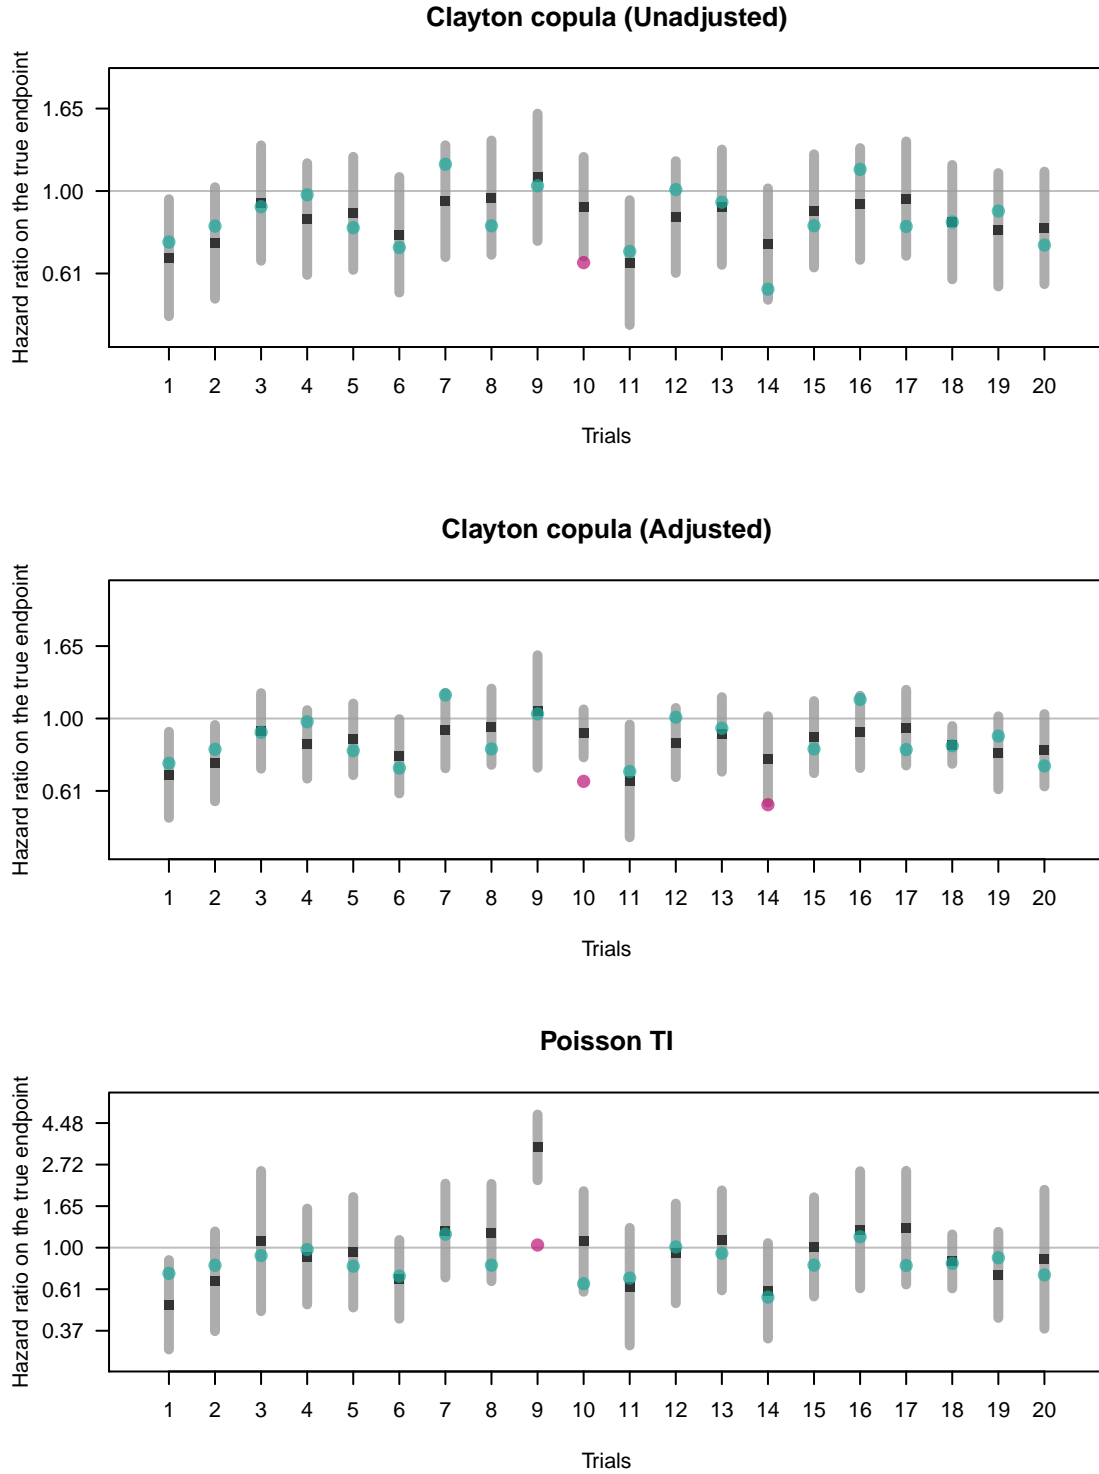 Clayton copula (Unadjusted)
Hazard ratio on the true endpoint
1.65
1.00
0.61
1 2 3 4 5 6 7 8 9 10 11 12 13 14 15 16 17 18 19 20
Trials
Clayton copula (Adjusted)
Hazard ratio on the true endpoint
1.65
1.00
0.61
1 2 3 4 5 6 7 8 9 10 11 12 13 14 15 16 17 18 19 20
Trials
Poisson TI
Hazard ratio on the true endpoint
4.48
2.72
1.65
1.00
0.61
0.37
1 2 3 4 5 6 7 8 9 10 11 12 13 14 15 16 17 18 19 20
Trials